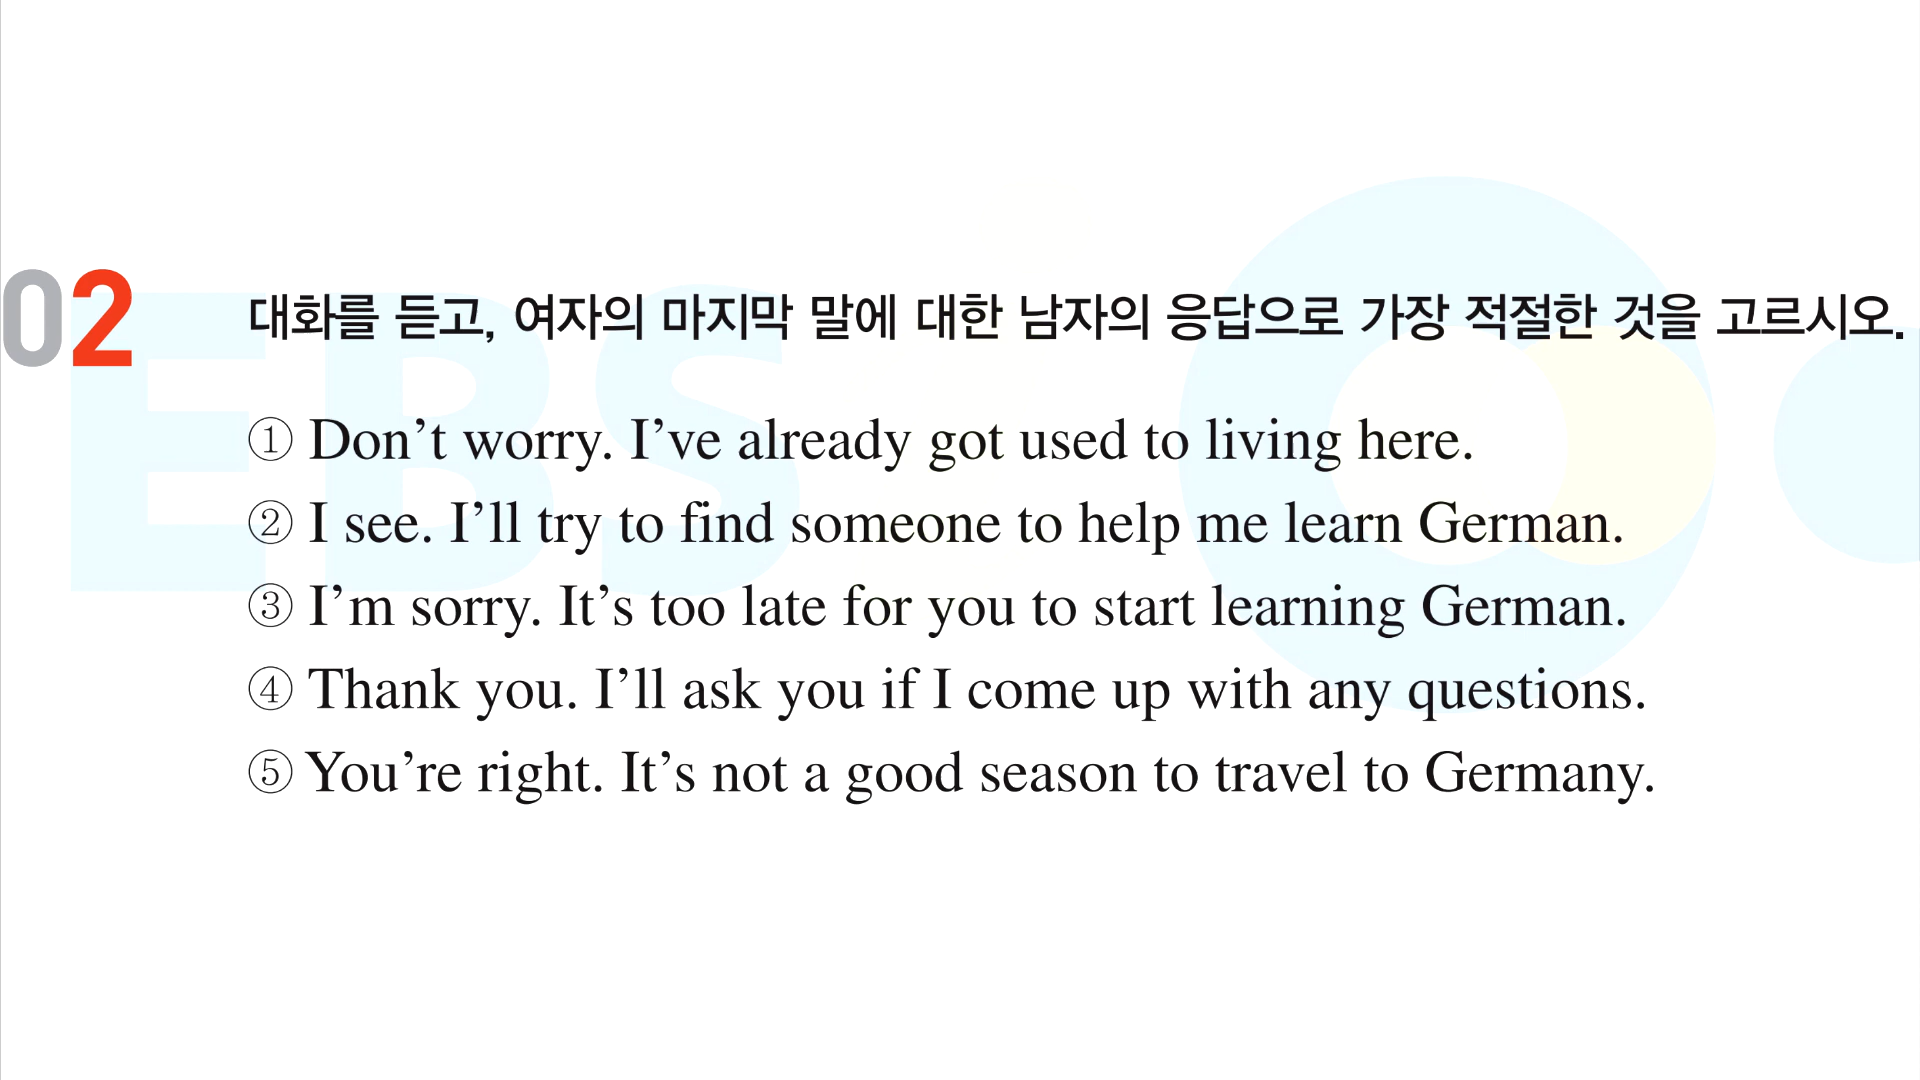 02 대화를 듣고, 여자의 마지막 말에 대한 남자의 응답으로 가장 적절한 것을 고르시오.
① Don’t worry. I’ve already got used to living here.
② I see. I’ll try to find someone to help me learn German.
③ I’m sorry. It’s too late for you to start learning German.
④ Thank you. I’ll ask you if I come up with any questions.
⑤ You’re right. It’s not a good season to travel to Germany.
EBS